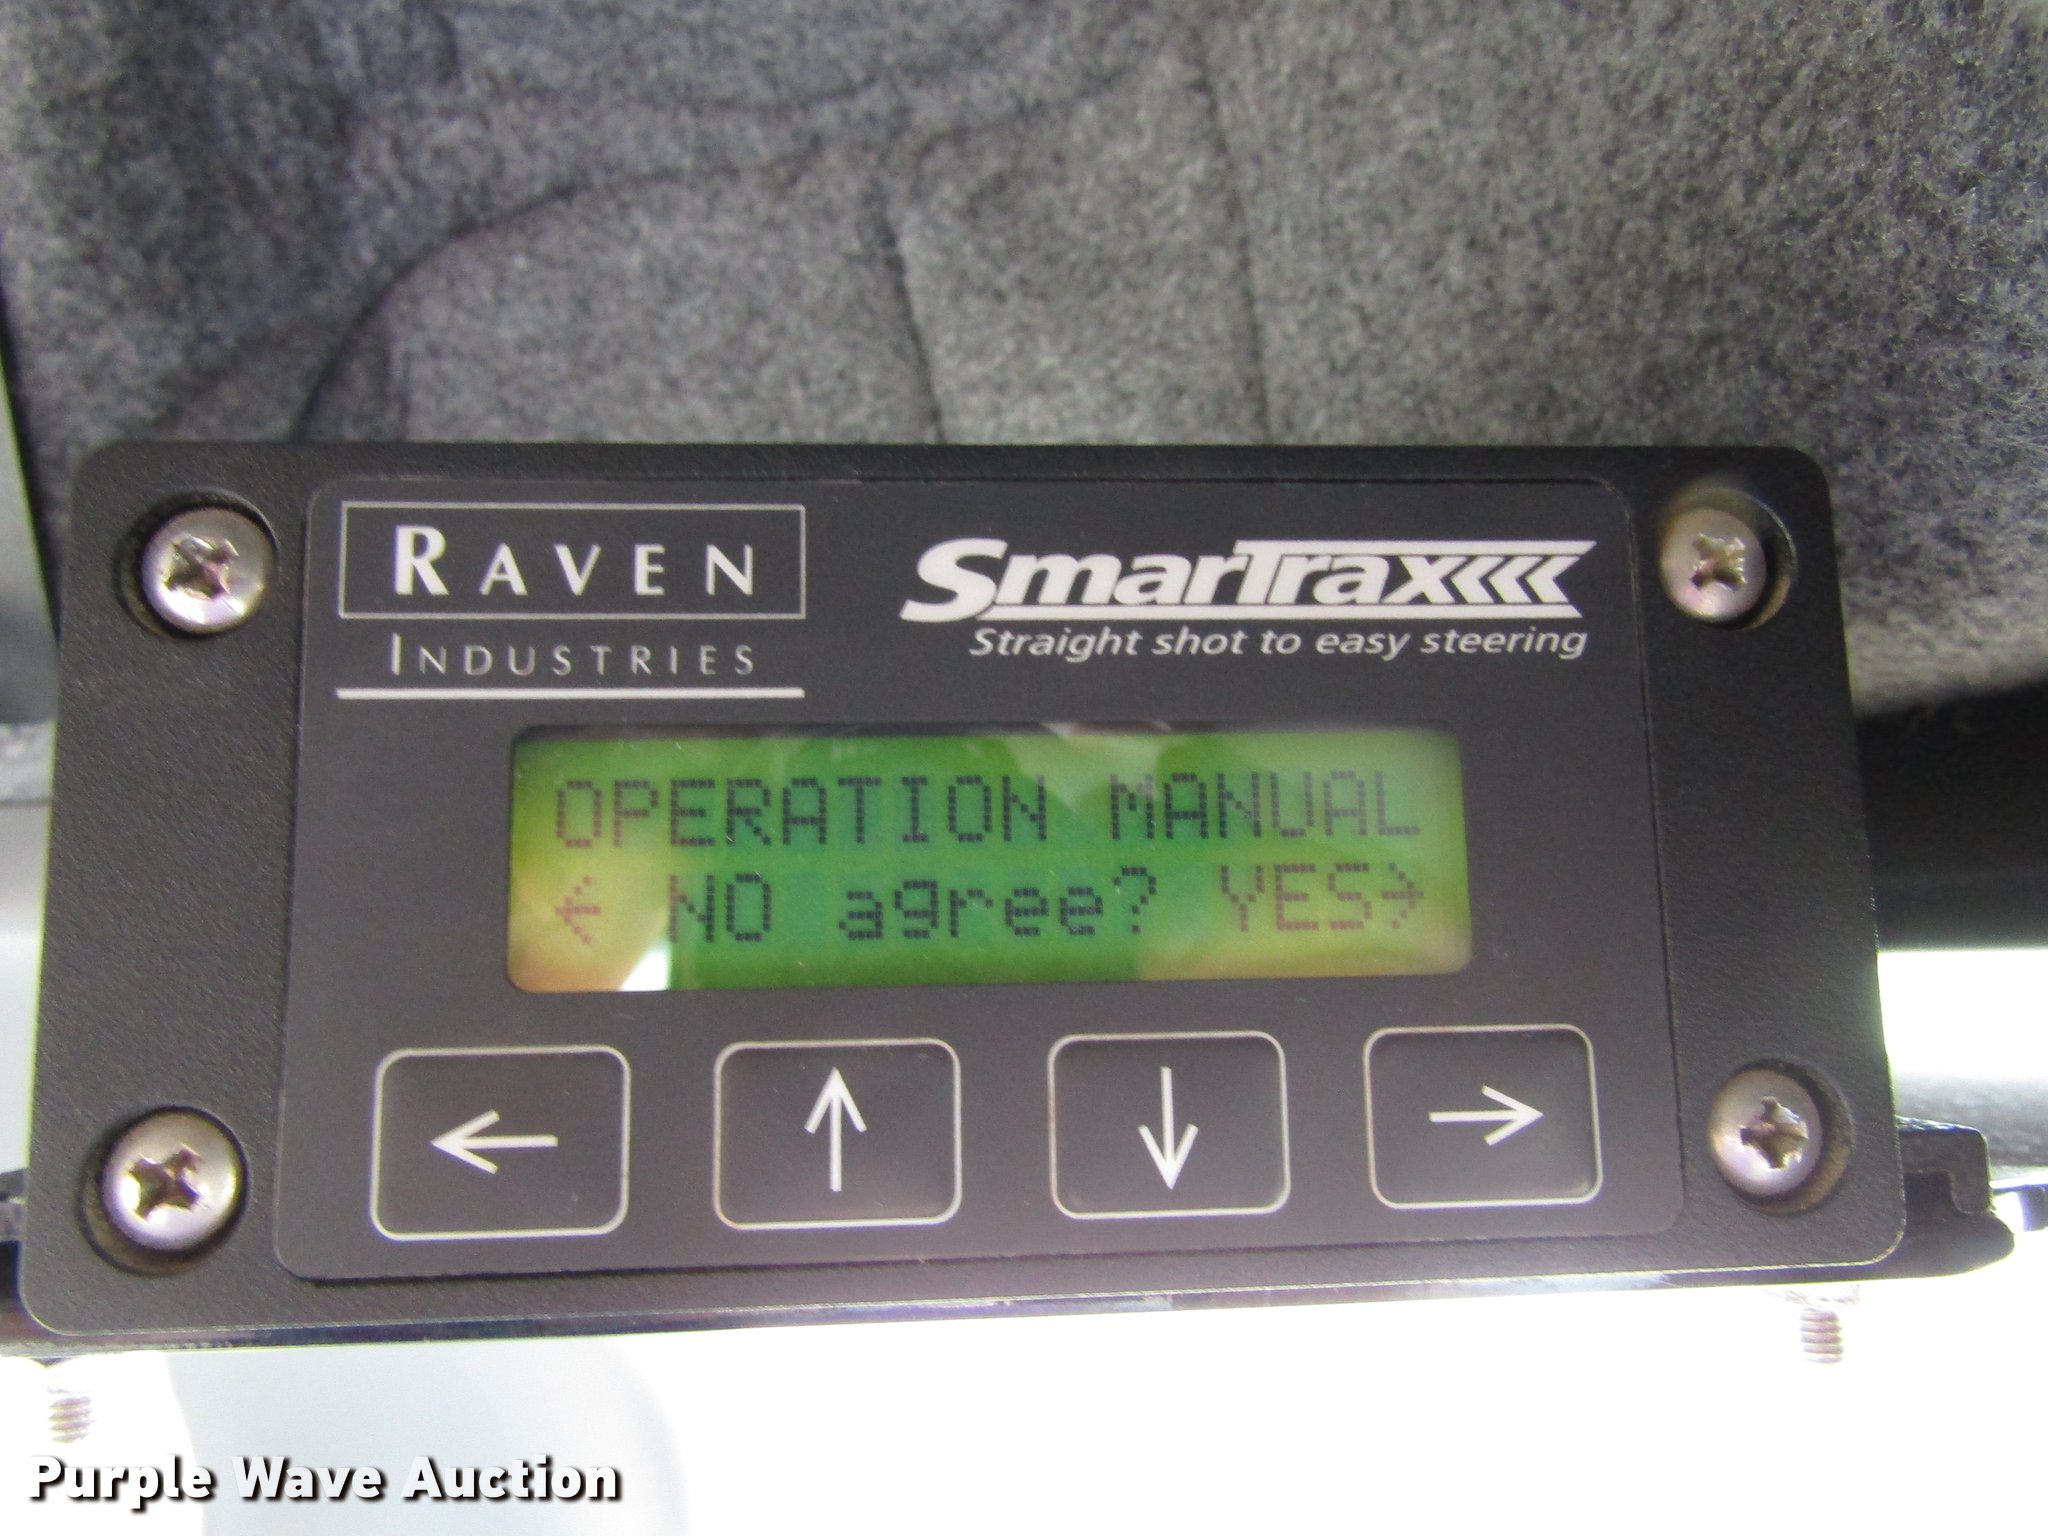 RAVEN
INDUSTRIES
SmarTrax
Straight shot to easy steering
OPERATION MANUAL
← NO agree? YES→
← ↑ ↓ →
Purple Wave Auction